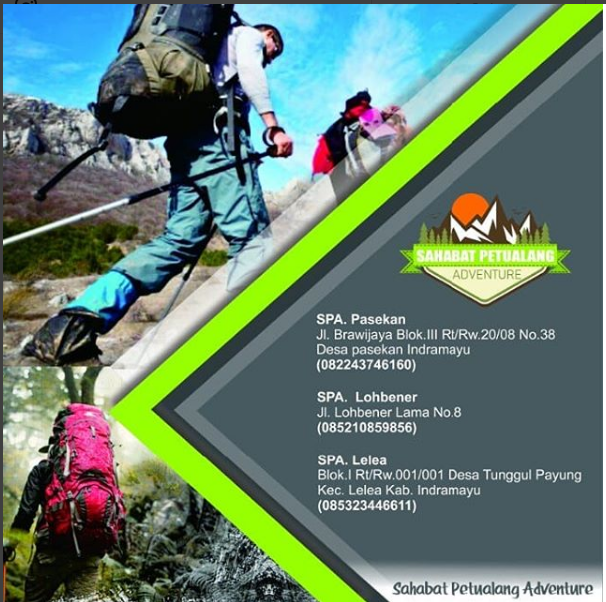 SAHABAT PETUALANG
ADVENTURE
SPA. Pasekan
Jl. Brawijaya Blok.III Rt/Rw.20/08 No.38
Desa pasekan Indramayu
(082243746160)
SPA. Lohbener
Jl. Lohbener Lama No.8
(085210859856)
SPA. Lelea
Blok.I Rt/Rw.001/001 Desa Tunggul Payung
Kec. Lelea Kab. Indramayu
(085323446611)
Sahabat Petualang Adventure